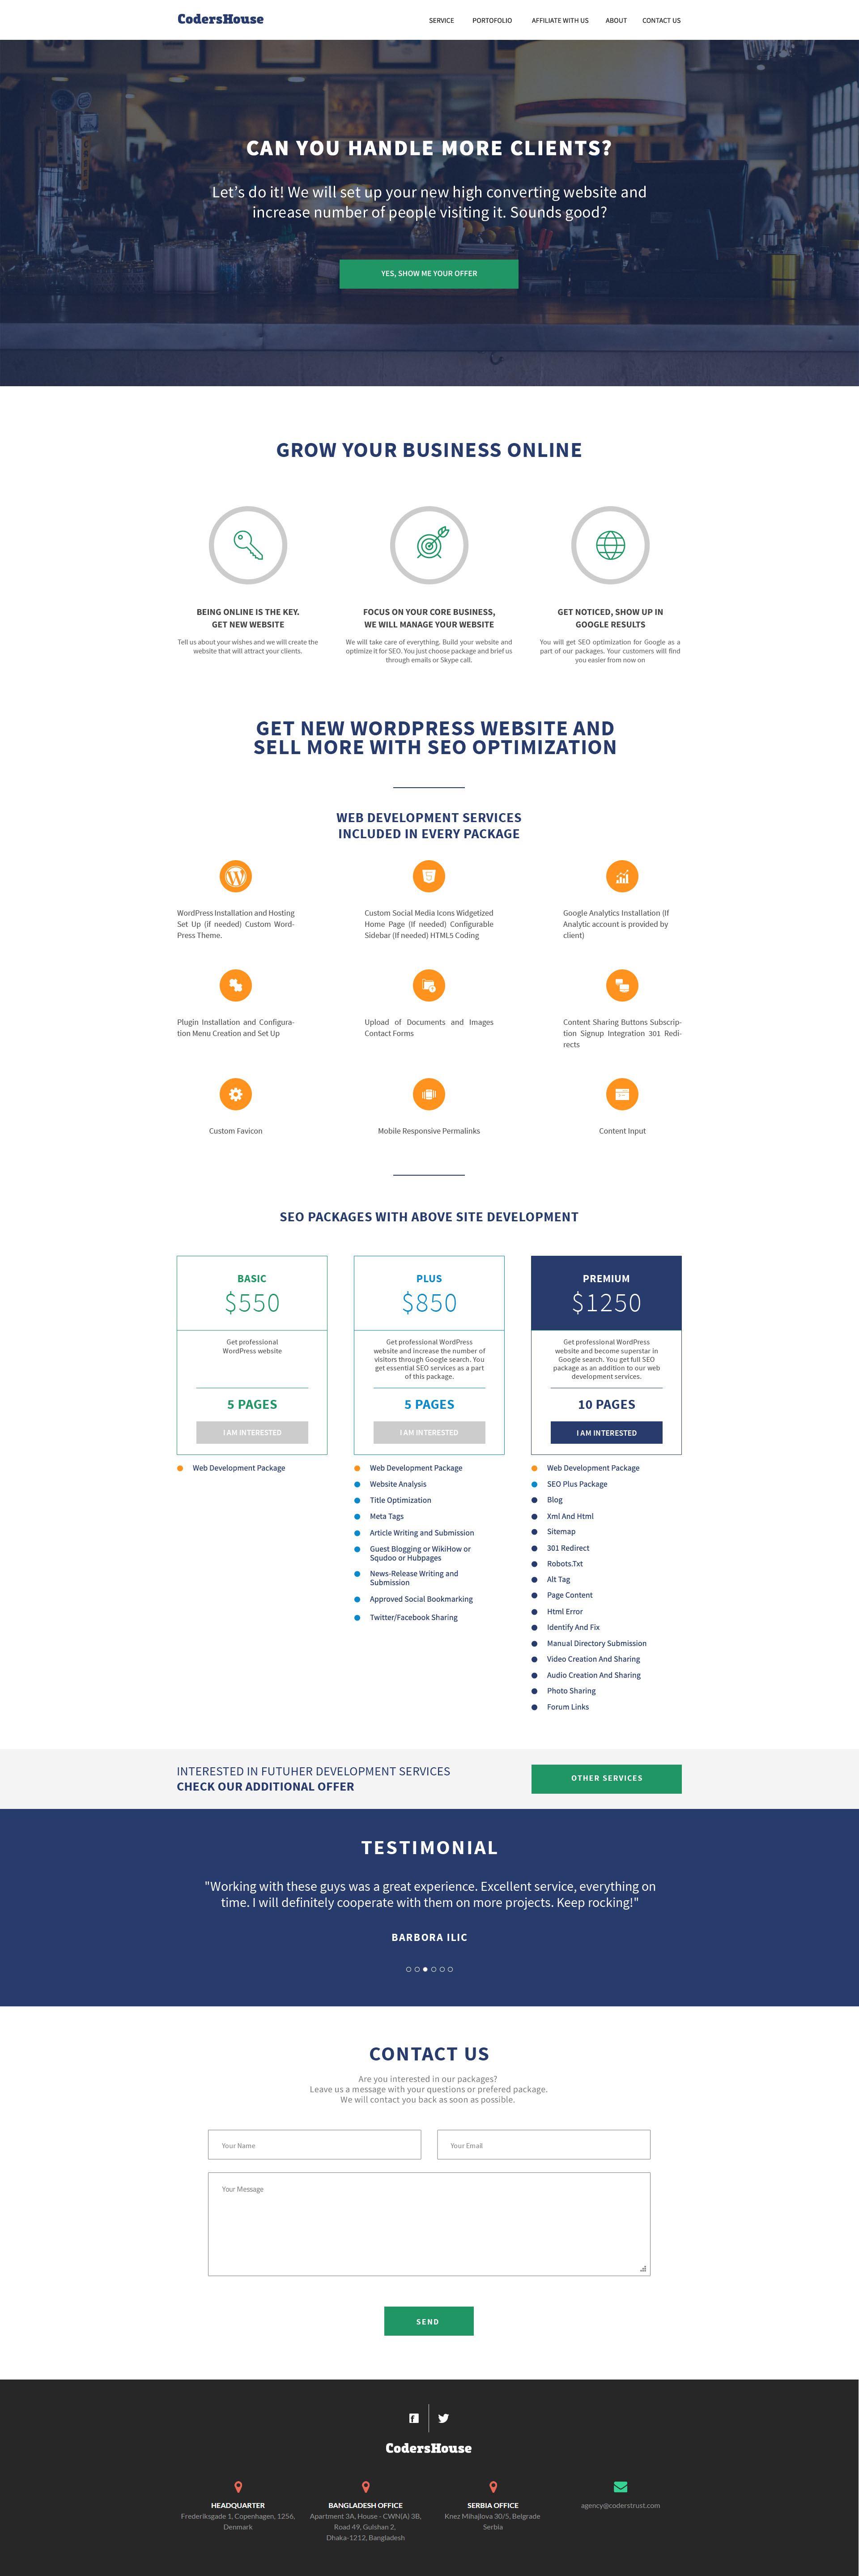 CodersHouse
SERVICE PORTOFOLIO AFFILIATE WITH US ABOUT CONTACT US
CAN YOU HANDLE MORE CLIENTS?
Let's do it! We will set up your new high converting website and
increase number of people visiting it. Sounds good?
YES, SHOW ME YOUR OFFER
GROW YOUR BUSINESS ONLINE
BEING ONLINE IS THE KEY.
GET NEW WEBSITE
Tell us about your wishes and we will create the
website that will attract your clients.
FOCUS ON YOUR CORE BUSINESS,
WE WILL MANAGE YOUR WEBSITE
We will take care of everything. Build your website and
optimize it for SEO. You just choose package and brief us
through emails or Skype call.
GET NOTICED, SHOW UP IN
GOOGLE RESULTS
You will get SEO optimization for Google as a
part of our packages. Your customers will find
you easier from now on
GET NEW WORDPRESS WEBSITE AND
SELL MORE WITH SEO OPTIMIZATION
WEB DEVELOPMENT SERVICES
INCLUDED IN EVERY PACKAGE
WordPress Installation and Hosting
Set Up (if needed) Custom Word-
Press Theme.
Custom Social Media Icons Widgetized
Home Page (If needed) Configurable
Sidebar (If needed) HTML5 Coding
Google Analytics Installation (If
Analytic account is provided by
client)
Plugin Installation and Configura-
tion Menu Creation and Set Up
Upload of Documents and Images
Contact Forms
Content Sharing Buttons Subscrip-
tion Signup Integration 301 Redi-
rects
Custom Favicon
Mobile Responsive Permalinks
Content Input
SEO PACKAGES WITH ABOVE SITE DEVELOPMENT
BASIC
$550
Get professional
WordPress website
5 PAGES
I AM INTERESTED
Web Development Package
PLUS
$850
Get professional WordPress
website and increase the number of
visitors through Google search. You
get essential SEO services as a part
of this package.
5 PAGES
I AM INTERESTED
Web Development Package
Website Analysis
Title Optimization
Meta Tags
Article Writing and Submission
Guest Blogging or WikiHow or
Squdoo or Hubpages
News-Release Writing and
Submission
Approved Social Bookmarking
Twitter/Facebook Sharing
PREMIUM
$1250
Get professional WordPress
website and become superstar in
Google search. You get full SEO
package as an addition to our web
development services.
10 PAGES
I AM INTERESTED
Web Development Package
SEO Plus Package
Blog
Xml And Html
Sitemap
301 Redirect
Robots.Txt
Alt Tag
Page Content
Html Error
Identify And Fix
Manual Directory Submission
Video Creation And Sharing
Audio Creation And Sharing
Photo Sharing
Forum Links
INTERESTED IN FUTUHER DEVELOPMENT SERVICES
CHECK OUR ADDITIONAL OFFER
OTHER SERVICES
TESTIMONIAL
"Working with these guys was a great experience. Excellent service, everything on
time. I will definitely cooperate with them on more projects. Keep rocking!"
BARBORA ILIC
CONTACT US
Are you interested in our packages?
Leave us a message with your questions or prefered package.
We will contact you back as soon as possible.
Your Name
Your Email
Your Message
SEND
CodersHouse
HEADQUARTER
Frederiksgade 1, Copenhagen, 1256,
Denmark
BANGLADESH OFFICE
Apartment 3A, House - CWN(A) 3B,
Road 49, Gulshan 2,
Dhaka-1212, Bangladesh
SERBIA OFFICE
Knez Mihajlova 30/5, Belgrade
Serbia
agency@coderstrust.com